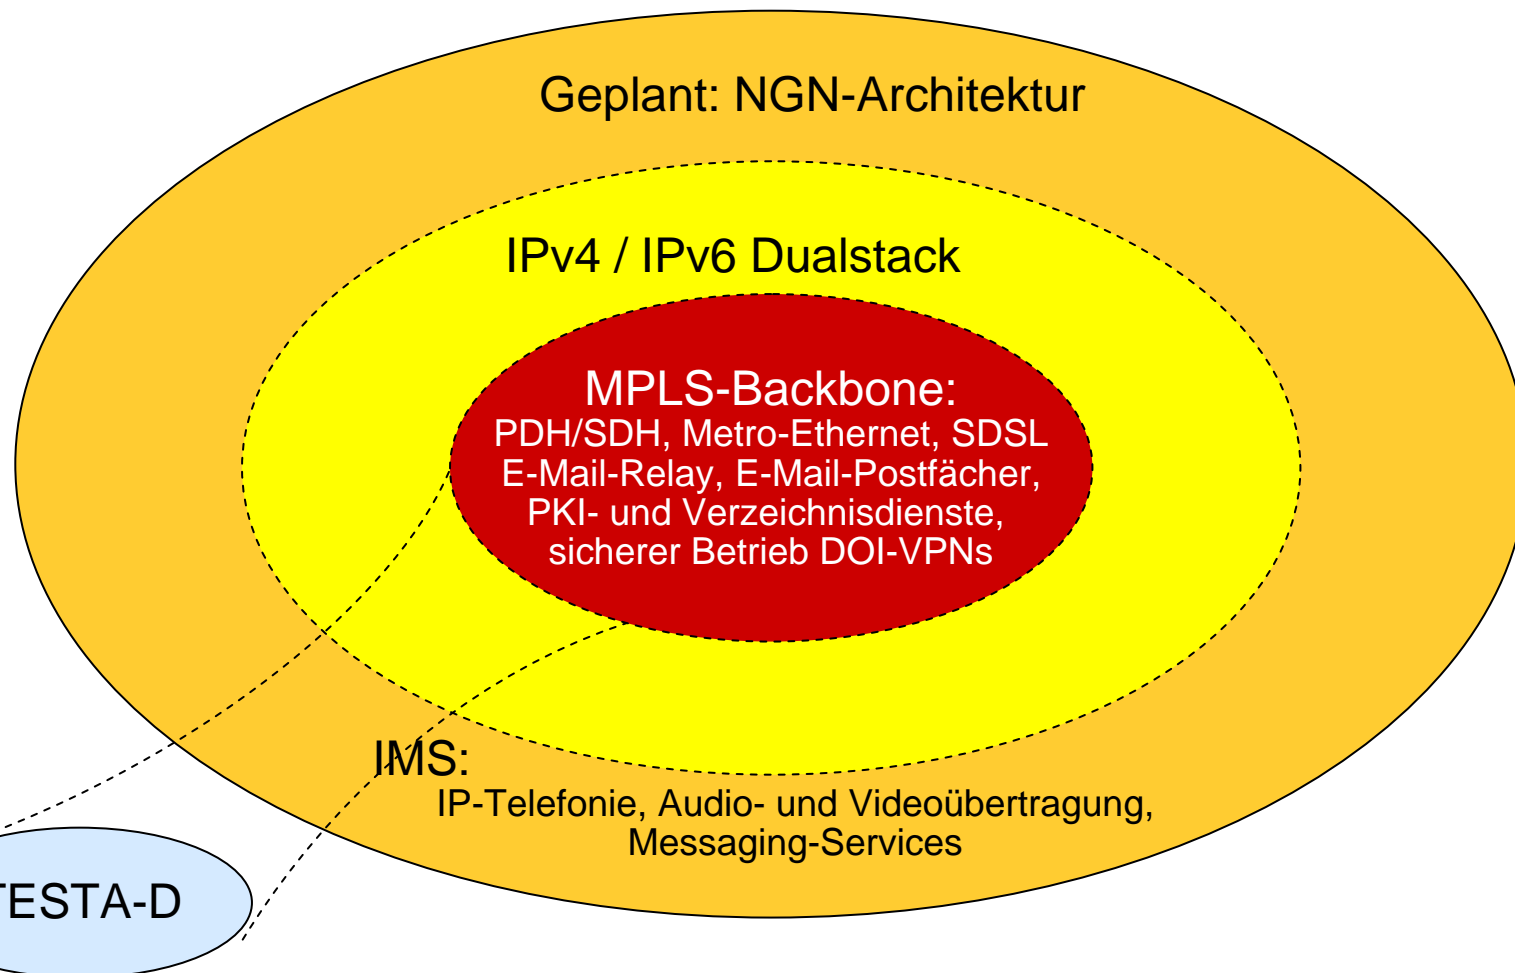 Geplant: NGN-Architektur
IPv4 / IPv6 Dualstack
MPLS-Backbone:
PDH/SDH, Metro-Ethernet, SDSL
E-Mail-Relay, E-Mail-Postfächer,
PKI- und Verzeichnisdienste,
sicherer Betrieb DOI-VPNs
IMS:
IP-Telefonie, Audio- und Videoübertragung,
Messaging-Services
TESTA-D